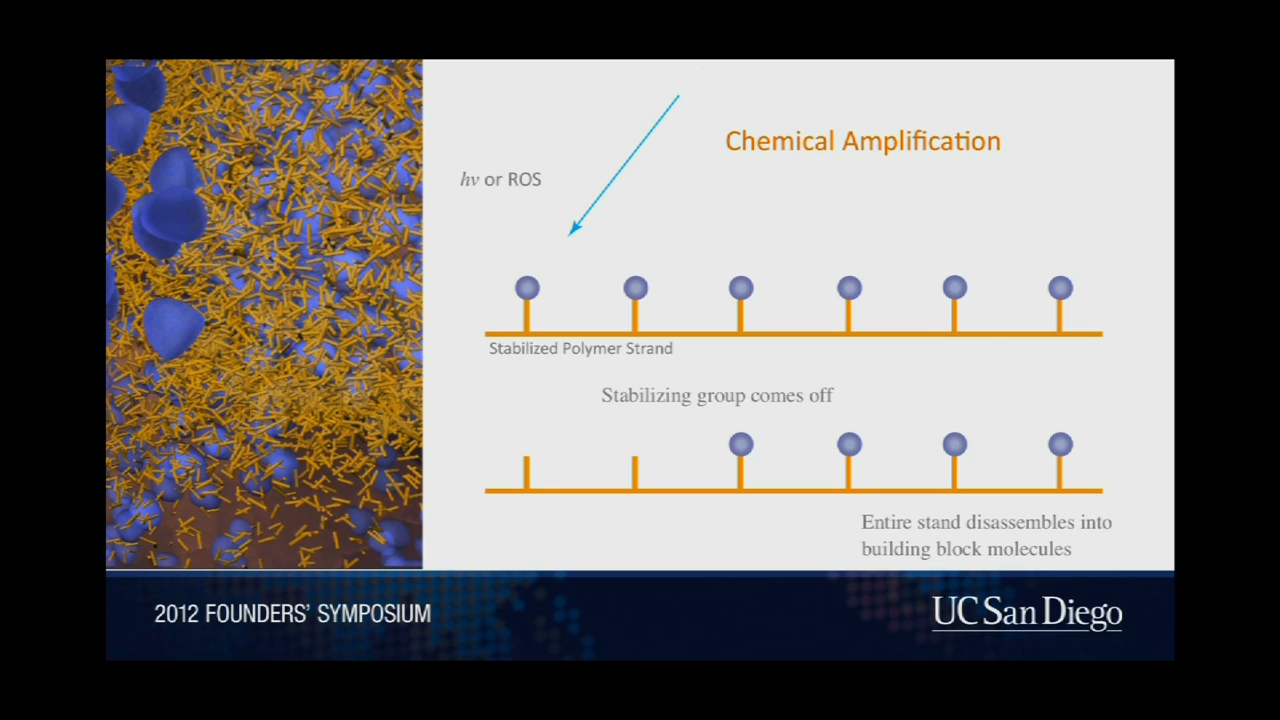 Chemical Amplification
hv or ROS
Stabilized Polymer Strand
Stabilizing group comes off
Entire stand disassembles into
building block molecules
2012 FOUNDERS' SYMPOSIUM
UC San Diego